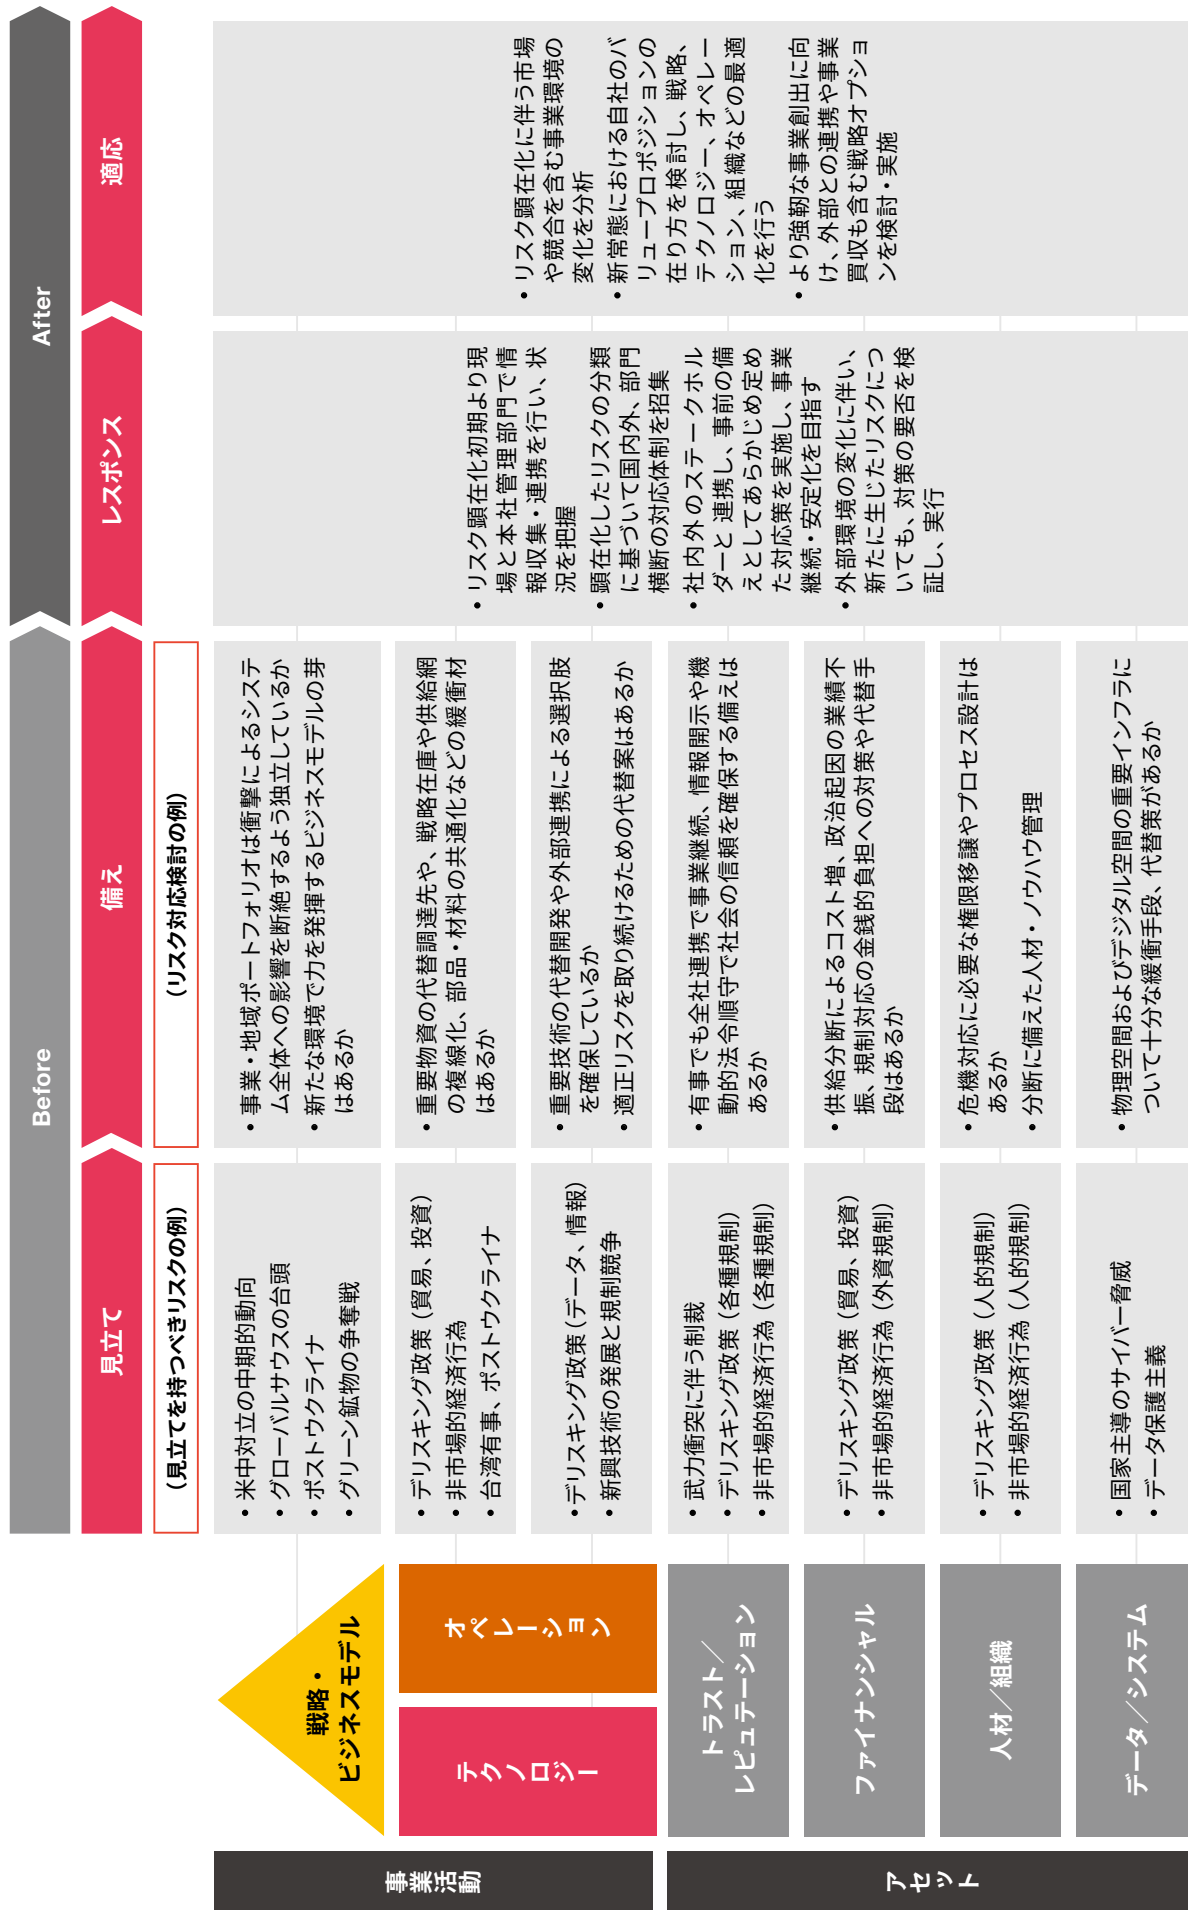 Before
After
見立て
備え
レスポンス
適応
（見立てを持つべきリスクの例）
（リスク対応検討の例）
事業活動
戦略・
ビジネスモデル
• 米中対立の中期的動向
• グローバルサウスの台頭
• ポストウクライナ
• グリーン鉱物の争奪戦
• 事業・地域ポートフォリオは衝撃によるシステ
ム全体への影響を断絶するよう独立しているか
• 新たな環境で力を発揮するビジネスモデルの芽
はあるか
オペレーション
• デリスキング政策（貿易、投資）
• 非市場的経済行為
• 台湾有事、ポストウクライナ
• 重要物資の代替調達先や、戦略在庫や供給網
の複線化、部品・材料の共通化などの緩衝材
はあるか
テクノロジー
• デリスキング政策（データ、情報）
• 新興技術の発展と規制競争
• 重要技術の代替開発や外部連携による選択肢
を確保しているか
• 適正リスクを取り続けるための代替案はあるか
アセット
トラスト／
レピュテーション
• 武力衝突に伴う制裁
• デリスキング政策（各種規制）
• 非市場的経済行為（各種規制）
• 有事でも全社連携で事業継続、情報開示や機
動的法令順守で社会の信頼を確保する備えは
あるか
ファイナンシャル
• デリスキング政策（貿易、投資）
• 非市場的経済行為（外資規制）
• 供給分断によるコスト増、政治起因の業績不
振、規制対応の金銭的負担への対策や代替手
段はあるか
人材／組織
• デリスキング政策（人的規制）
• 非市場的経済行為（人的規制）
• 危機対応に必要な権限移譲やプロセス設計は
あるか
• 分断に備えた人材・ノウハウ管理
データ／システム
• 国家主導のサイバー脅威
• データ保護主義
• 物理空間およびデジタル空間の重要インフラに
ついて十分な緩衝手段、代替策があるか
• リスク顕在化初期より現
場と本社管理部門で情
報収集・連携を行い、状
況を把握
• 顕在化したリスクの分類
に基づいて国内外、部門
横断の対応体制を招集
• 社内外のステークホル
ダーと連携し、事前の備
えとしてあらかじめ定め
た対応策を実施し、事業
継続・安定化を目指す
• 外部環境の変化に伴い、
新たに生じたリスクにつ
いても、対策の要否を検
証し、実行
• リスク顕在化に伴う市場
や競合を含む事業環境の
変化を分析
• 新常態における自社のバ
リュープロポジションの
在り方を検討し、戦略、
テクノロジー、オペレー
ション、組織などの最適
化を行う
• より強靭な事業創出に向
け、外部との連携や事業
買収も含む戦略オプショ
ンを検討・実施